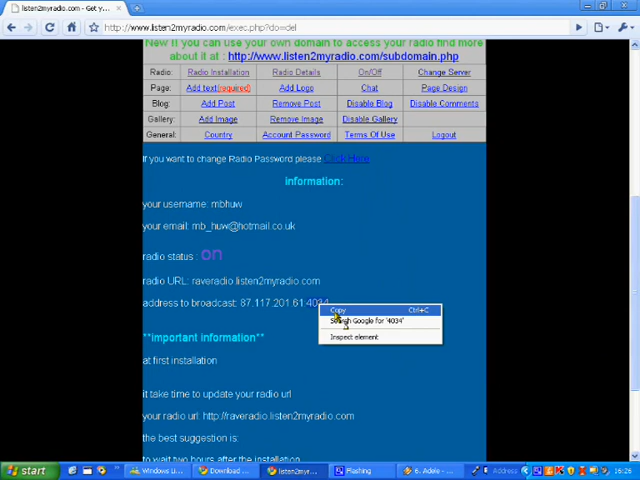 listen2myradio.com - Get y...
http://www.listen2myradio.com/exec.php?do=del
New !! you can use your own domain to access your radio find more
about it at : http://www.listen2myradio.com/subdomain.php
Radio: Radio Installation Radio Details On/Off Change Server
Page: Add text(required) Add Logo Chat Page Design
Blog: Add Post Remove Post Disable Blog Disable Comments
Gallery: Add Image Remove Image Disable Gallery
General: Country Account Password Terms Of Use Logout
If you want to change Radio Password please Click Here
information:
your username: mbhuw
your email: mb_huw@hotmail.co.uk
radio status : on
radio URL: raveradio.listen2myradio.com
address to broadcast: 87.117.201.61:4034
Copy Ctrl+C
Search Google for '4034'
Inspect element
**important information**
at first installation
it take time to update your radio url
your radio url: http://raveradio.listen2myradio.com
the best suggestion is:
to wait two hours after the installation
start Windows Li... Download ... listen2myr... Flashing 6. Adele - ... Address 16:26